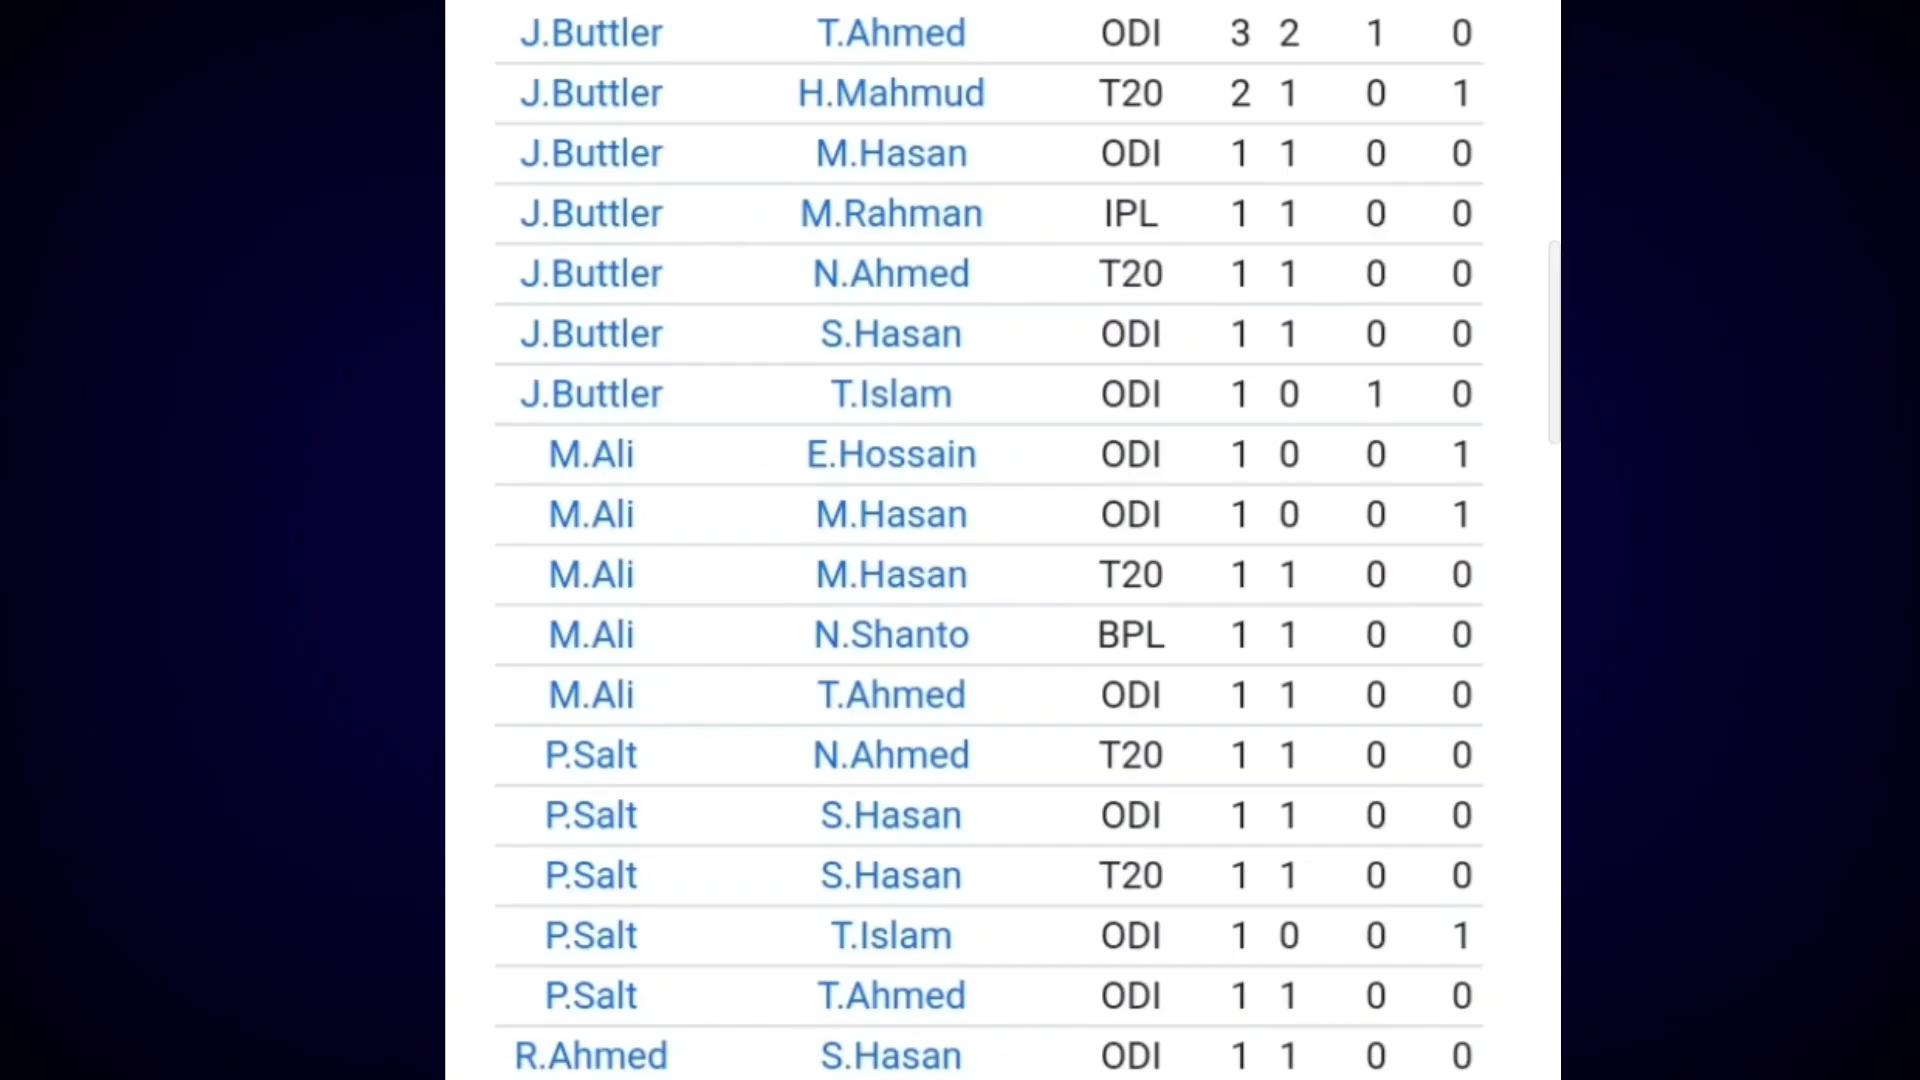 J.Buttler T.Ahmed ODI 3 2 1 0
J.Buttler H.Mahmud T20 2 1 0 1
J.Buttler M.Hasan ODI 1 1 0 0
J.Buttler M.Rahman IPL 1 1 0 0
J.Buttler N.Ahmed T20 1 1 0 0
J.Buttler S.Hasan ODI 1 1 0 0
J.Buttler T.Islam ODI 1 0 1 0
M.Ali E.Hossain ODI 1 0 0 1
M.Ali M.Hasan ODI 1 0 0 1
M.Ali M.Hasan T20 1 1 0 0
M.Ali N.Shanto BPL 1 1 0 0
M.Ali T.Ahmed ODI 1 1 0 0
P.Salt N.Ahmed T20 1 1 0 0
P.Salt S.Hasan ODI 1 1 0 0
P.Salt S.Hasan T20 1 1 0 0
P.Salt T.Islam ODI 1 0 0 1
P.Salt T.Ahmed ODI 1 1 0 0
R.Ahmed S.Hasan ODI 1 1 0 0